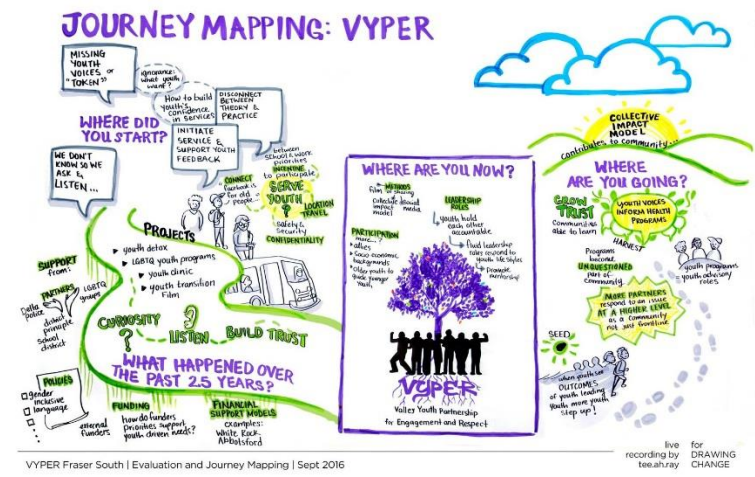 JOURNEY MAPPING: VYPER
MISSING
YOUTH
VOICES or
"TOKEN"
ignorance:
what youth
want?
How to build
youth's
confidence
in services
DISCONNECT
BETWEEN
THEORY &
PRACTICE
WHERE DID
YOU START?
INITIATE
SERVICE &
SUPPORT YOUTH
FEEDBACK
WE DON'T
KNOW SO WE
ASK &
LISTEN...
between
school & work
priorities
INCENTIVE
to participate
CONNECT
Facebook is
for old
people
SERVE
YOUTH
?
LOCATION
TRAVEL
Safety &
Security
CONFIDENTIALITY
PROJECTS
youth detox
LGBTQ youth programs
youth clinic
youth transition
Film
SUPPORT
from:
PARTNERS
LGBTQ
groups
Delta
police
district
principle
School
district
CURIOSITY
?
LISTEN
BUILD TRUST
WHAT HAPPENED OVER
THE PAST 2.5 YEARS?
POLICIES
gender
inclusive
language
external
funders
FUNDING
how do funders
priorities support
youth driven needs?
FINANCIAL
SUPPORT MODELS
examples:
White Rock
Abbotsford
WHERE ARE YOU NOW?
METHODS
Film or sharing
collective social
impact media
model
LEADERSHIP
ROLES
youth hold
each other
accountable
fluid leadership
roles respond to
youth lifestyles
Promote
mentorship
PARTICIPATION
more...?
allies
Socio economic
backgrounds
Older youth to
guide younger
Youth
VYPER
Valley Youth Partnership
for Engagement and Respect
COLLECTIVE
IMPACT
MODEL
contributes to community...
WHERE
ARE YOU GOING?
GROW
TRUST
Communities
able to learn
YOUTH VOICES
INFORM HEALTH
PROGRAMS
HARVEST
Programs
become
UNQUESTIONED
part of
community
youth programs
= youth advisory
roles
MORE PARTNERS
respond to an issue
AT A HIGHER LEVEL
as a community
not just frontline
SEED
when youth see
OUTCOMES
of youth leading
Youth more youth
step up!
VYPER Fraser South | Evaluation and Journey Mapping | Sept 2016
live
recording by
tee.ah.ray
for
DRAWING
CHANGE